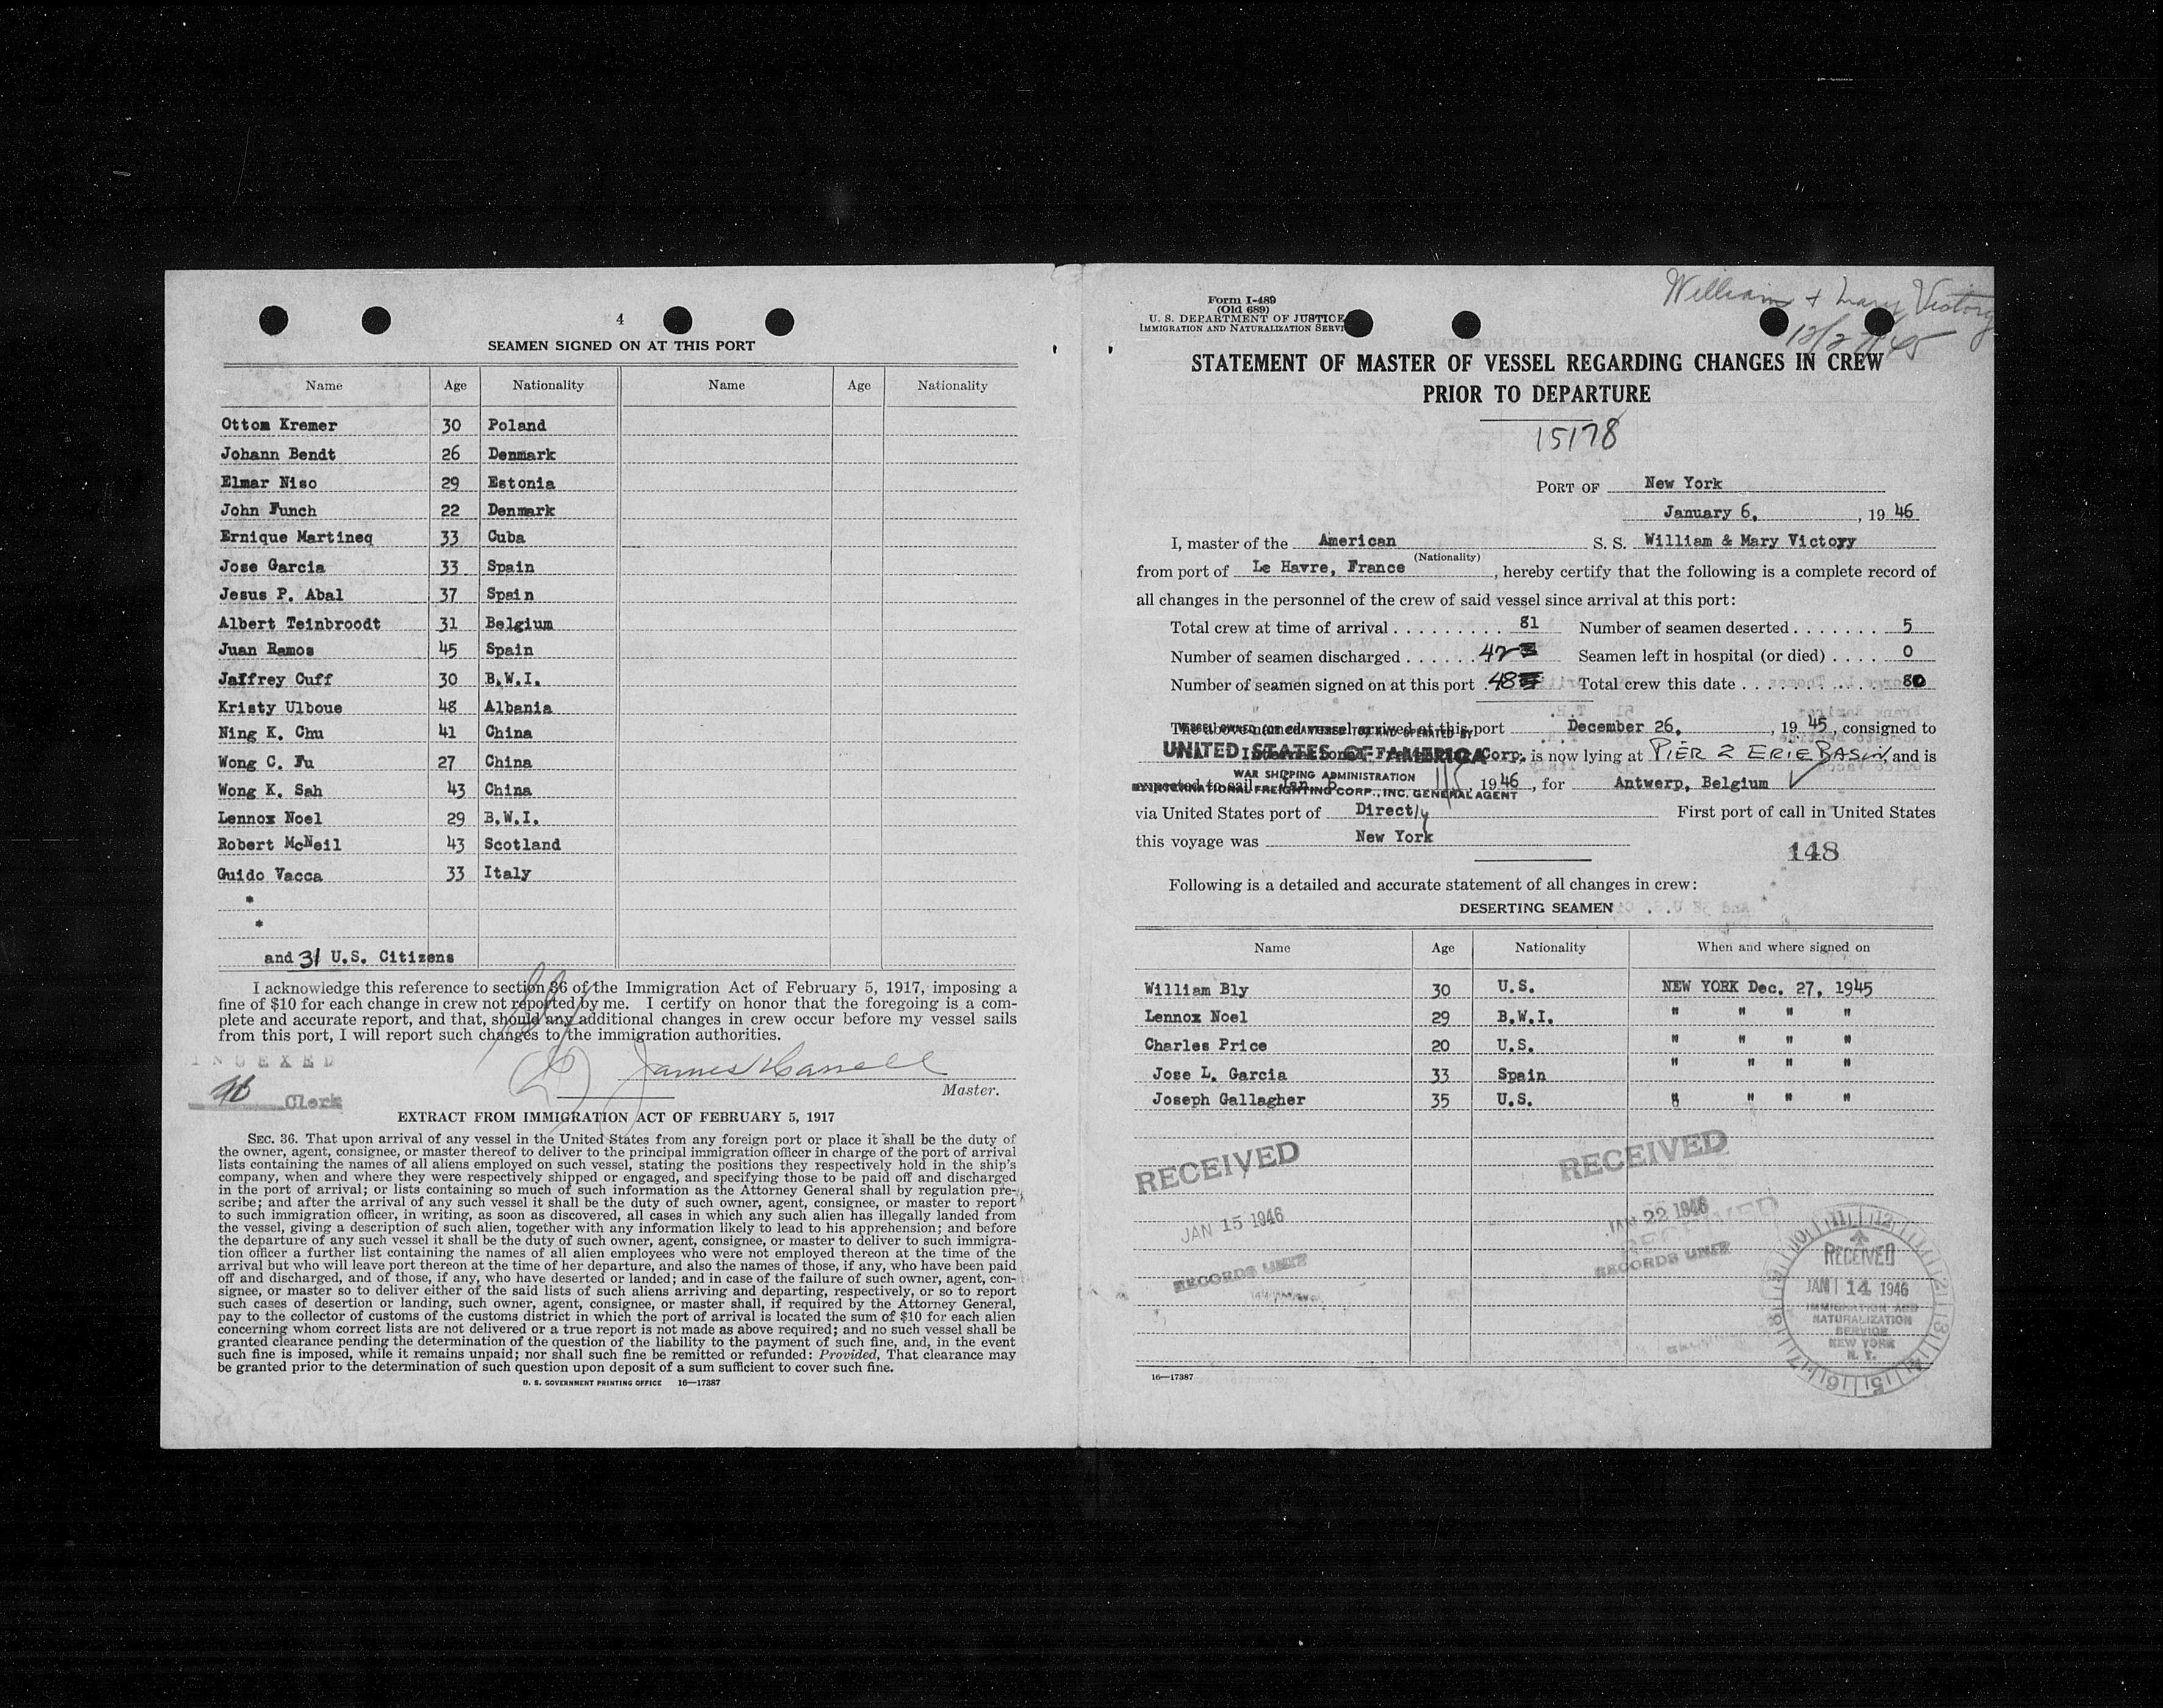 4
SEAMEN SIGNED ON AT THIS PORT
Name Age Nationality Name Age Nationality
Ottom Kremer 30 Poland
Johann Bendt 26 Denmark
Elmar Niso 29 Estonia
John Funch 22 Denmark
Ernique Martineq 33 Cuba
Jose Garcia 33 Spain
Jesus P. Abal 37 Spain
Albert Teinbroodt 31 Belgium
Juan Ramos 45 Spain
Jaffrey Cuff 30 B.W.I.
Kristy Ulboue 48 Albania
Ning K. Chu 41 China
Wong C. Fu 27 China
Wong K. Sah 43 China
Lennox Noel 29 B.W.I.
Robert McNeil 43 Scotland
Guido Vacca 33 Italy
*
*
and 31 U.S. Citizens
I acknowledge this reference to section 36 of the Immigration Act of February 5, 1917, imposing a
fine of $10 for each change in crew not reported by me. I certify on honor that the foregoing is a com-
plete and accurate report, and that, should any additional changes in crew occur before my vessel sails
from this port, I will report such changes to the immigration authorities.
INDEXED
James
Clerk
Master.
EXTRACT FROM IMMIGRATION ACT OF FEBRUARY 5, 1917
SEC. 36. That upon arrival of any vessel in the United States from any foreign port or place it shall be the duty of
the owner, agent, consignee, or master thereof to deliver to the principal immigration officer in charge of the port of arrival
lists containing the names of all aliens employed on such vessel, stating the positions they respectively hold in the ship's
company, when and where they were respectively shipped or engaged, and specifying those to be paid off and discharged
in the port of arrival; or lists containing so much of such information as the Attorney General shall by regulation pre-
scribe; and after the arrival of any such vessel it shall be the duty of such owner, agent, consignee, or master to report
to such immigration officer, in writing, as soon as discovered, all cases in which any such alien has illegally landed from
the vessel, giving a description of such alien, together with any information likely to lead to his apprehension; and before
the departure of any such vessel it shall be the duty of such owner, agent, consignee, or master to deliver to such immigra-
tion officer a further list containing the names of all alien employees who were not employed thereon at the time of the
arrival but who will leave port thereon at the time of her departure, and also the names of those, if any, who have been paid
off and discharged, and of those, if any, who have deserted or landed; and in case of the failure of such owner, agent, con-
signee, or master so to deliver either of the said lists of such aliens arriving and departing, respectively, or so to report
such cases of desertion or landing, such owner, agent, consignee, or master shall, if required by the Attorney General,
pay to the collector of customs of the customs district in which the port of arrival is located the sum of $10 for each alien
concerning whom correct lists are not delivered or a true report is not made as above required; and no such vessel shall be
granted clearance pending the determination of the question of the liability to the payment of such fine, and, in the event
such fine is imposed, while it remains unpaid; nor shall such fine be remitted or refunded: Provided, That clearance may
be granted prior to the determination of such question upon deposit of a sum sufficient to cover such fine.
U. S. GOVERNMENT PRINTING OFFICE 16—17387
William & Mary Victory
12/27/45
Form I-489
(Old 689)
U. S. DEPARTMENT OF JUSTICE
IMMIGRATION AND NATURALIZATION SERVI
STATEMENT OF MASTER OF VESSEL REGARDING CHANGES IN CREW
PRIOR TO DEPARTURE
15178
PORT OF New York
January 6, , 19 46
I, master of the American S. S. William & Mary Victory
(Nationality)
from port of Le Havre, France , hereby certify that the following is a complete record of
all changes in the personnel of the crew of said vessel since arrival at this port:
Total crew at time of arrival . . . . . . . . . 81 Number of seamen deserted . . . . . . . 5
Number of seamen discharged . . . . . . 42 Seamen left in hospital (or died) . . . . 0
Number of seamen signed on at this port . 48 Total crew this date . . . . . . . . . . . 80
The above-named vessel arrived at this port December 26, , 19 45, consigned to
UNITED STATES OF AMERICA Corp. is now lying at PIER 2 ERIE BASIN, and is
WAR SHIPPING ADMINISTRATION
expected to sail , 19 46 , for Antwerp, Belgium
INTERNATIONAL FREIGHTING CORP., INC. GENERAL AGENT
via United States port of Directly First port of call in United States
this voyage was New York
148
Following is a detailed and accurate statement of all changes in crew:
DESERTING SEAMEN
Name Age Nationality When and where signed on
William Bly 30 U.S. NEW YORK Dec. 27, 1945
Lennox Noel 29 B.W.I. " " " "
Charles Price 20 U.S. " " " "
Jose L. Garcia 33 Spain " " " "
Joseph Gallagher 35 U.S. " " " "
RECEIVED
JAN 15 1946
RECORDS UNIT
RECEIVED
JAN 22 1946
RECEIVED
RECORDS UNIT
RECEIVED
JAN 14 1946
IMMIGRATION AND
NATURALIZATION
SERVICE
NEW YORK
N. Y.
16—17387